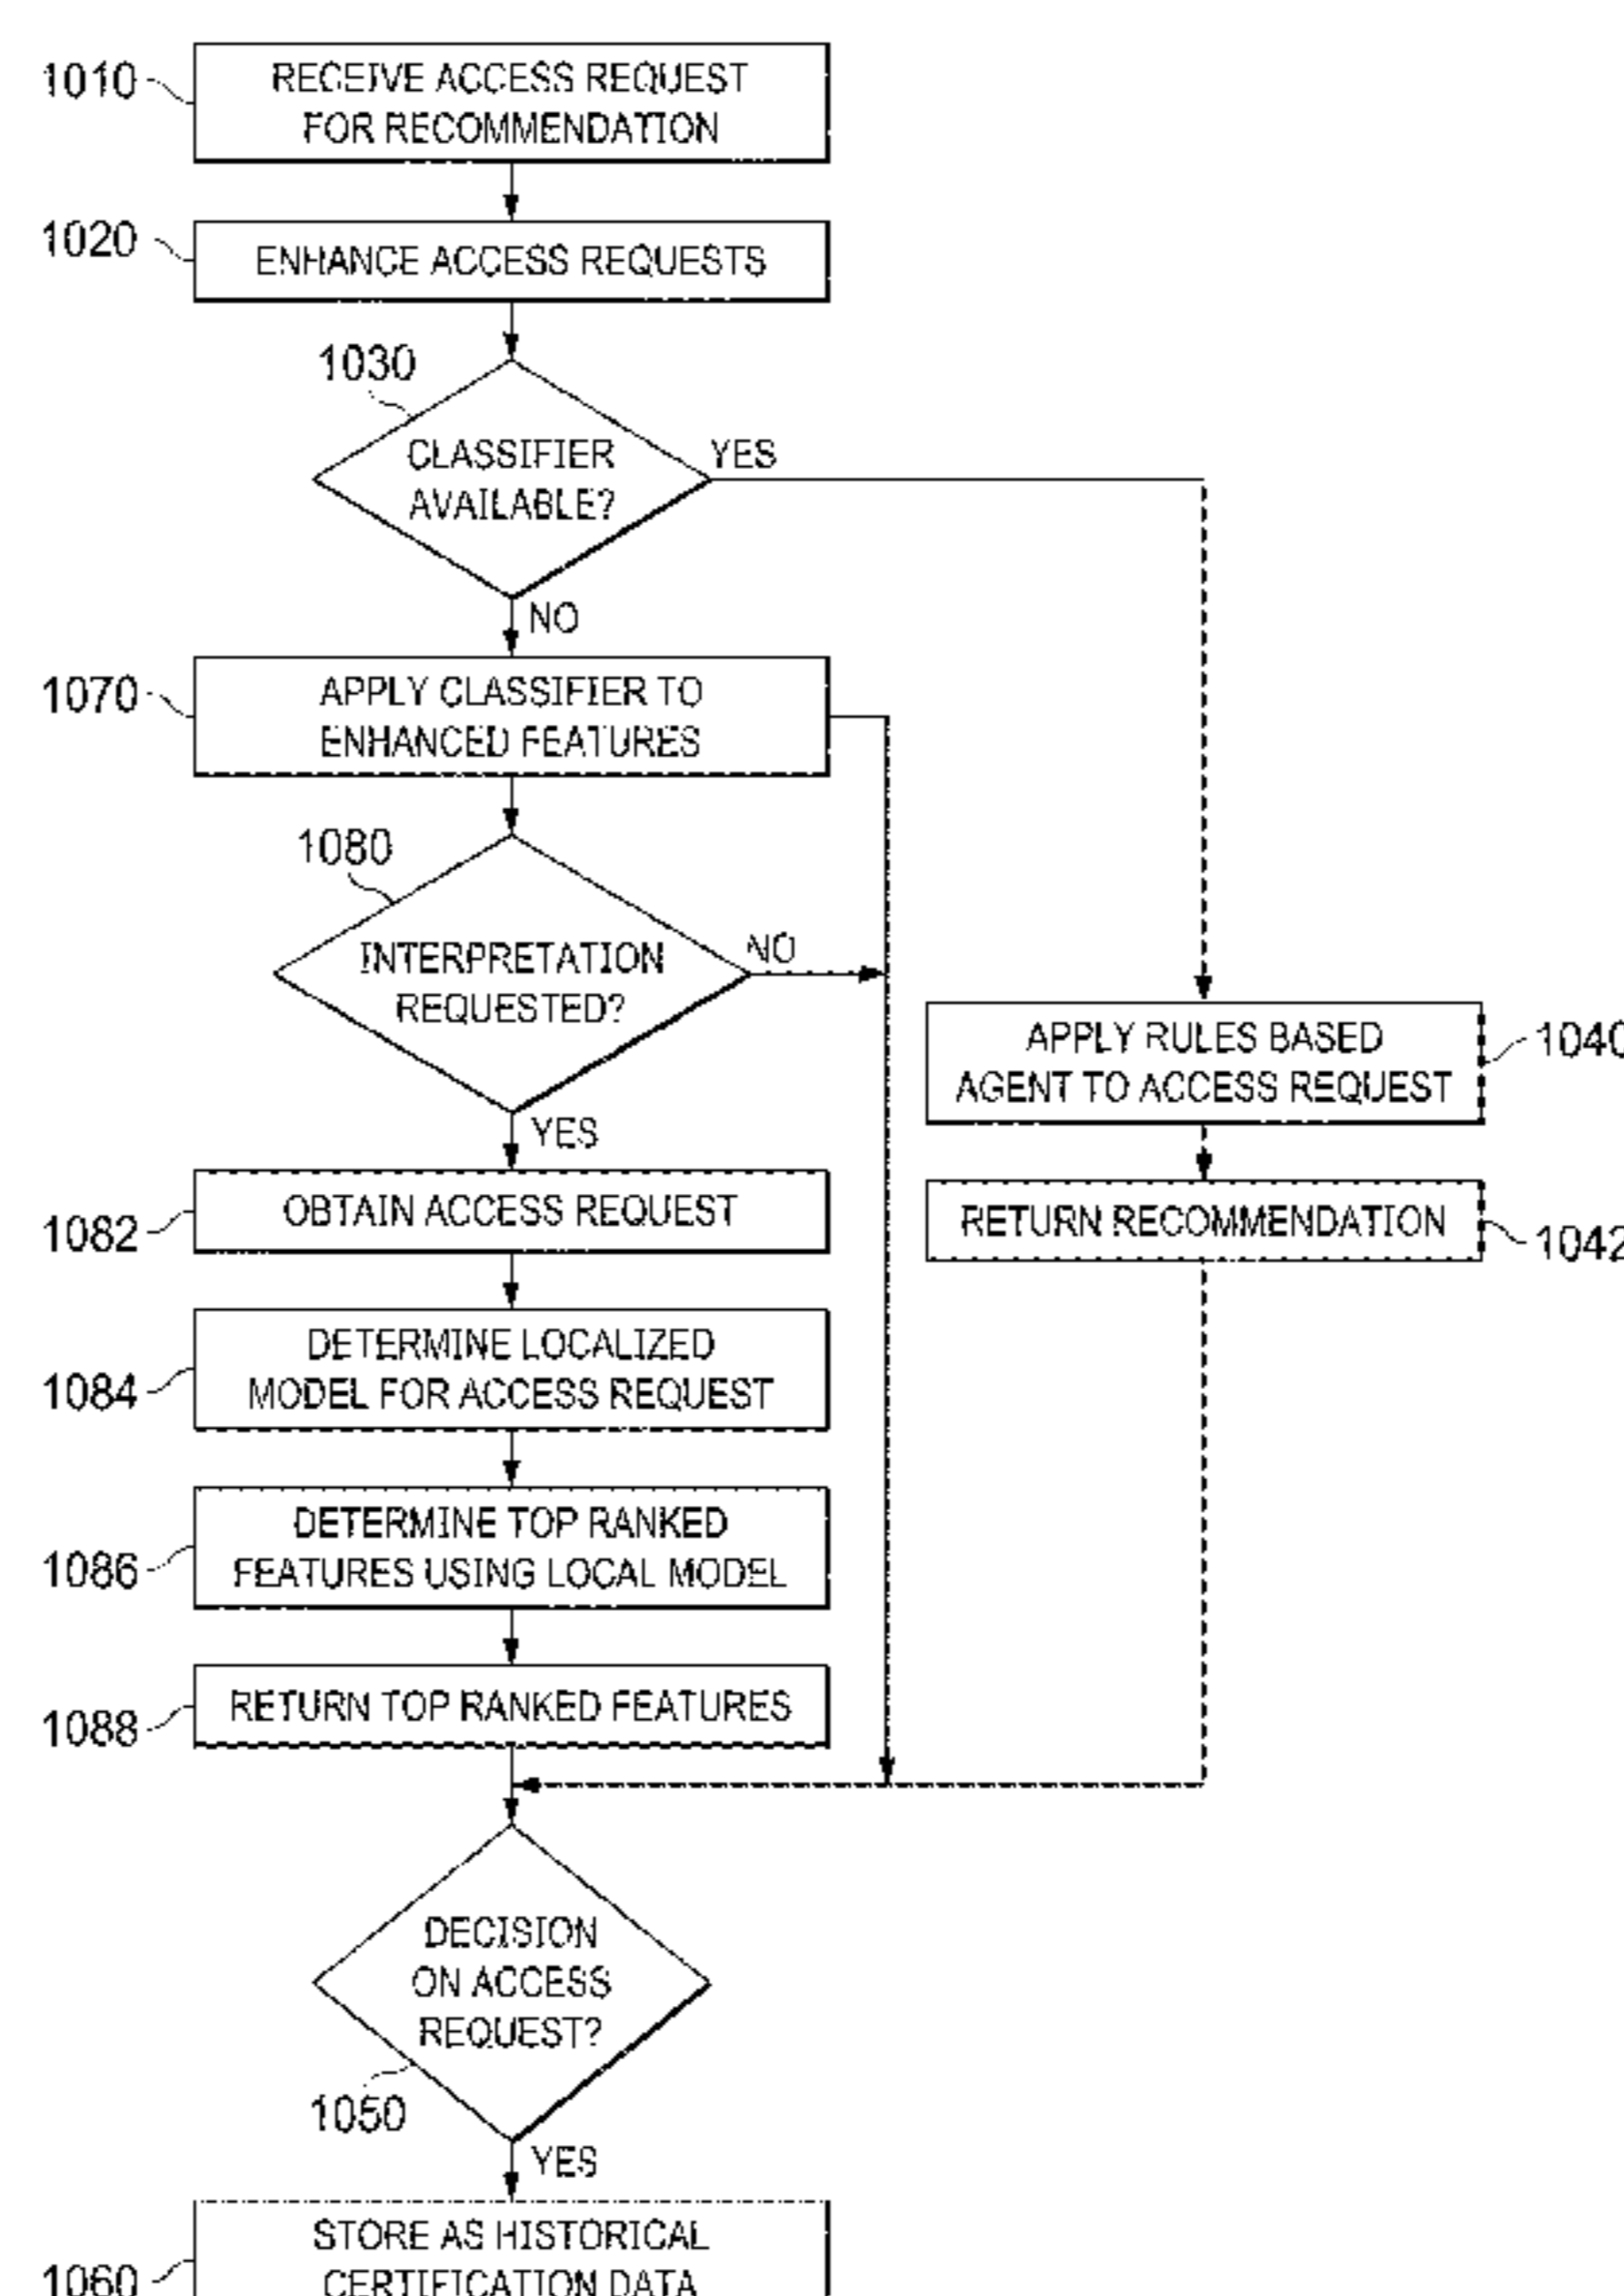 1010
RECEIVE ACCESS REQUEST
FOR RECOMMENDATION
1020
ENHANCE ACCESS REQUESTS
1030
CLASSIFIER
AVAILABLE?
YES
NO
1070
APPLY CLASSIFIER TO
ENHANCED FEATURES
1080
INTERPRETATION
REQUESTED?
NO
YES
APPLY RULES BASED
AGENT TO ACCESS REQUEST
1040
1082
OBTAIN ACCESS REQUEST
RETURN RECOMMENDATION
1042
1084
DETERMINE LOCALIZED
MODEL FOR ACCESS REQUEST
1086
DETERMINE TOP RANKED
FEATURES USING LOCAL MODEL
1088
RETURN TOP RANKED FEATURES
DECISION
ON ACCESS
REQUEST?
1050
YES
1060
STORE AS HISTORICAL
CERTIFICATION DATA